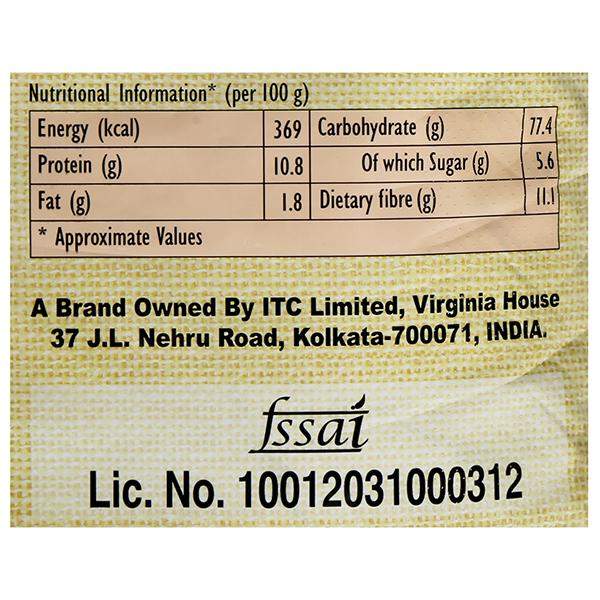 Nutritional Information* (per 100 g)
Energy (kcal) 369 Carbohydrate (g) 77.4
Protein (g) 10.8 Of which Sugar (g) 5.6
Fat (g) 1.8 Dietary fibre (g) 11.1
* Approximate Values
A Brand Owned By ITC Limited, Virginia House
37 J.L. Nehru Road, Kolkata-700071, INDIA.
fssai
Lic. No. 10012031000312